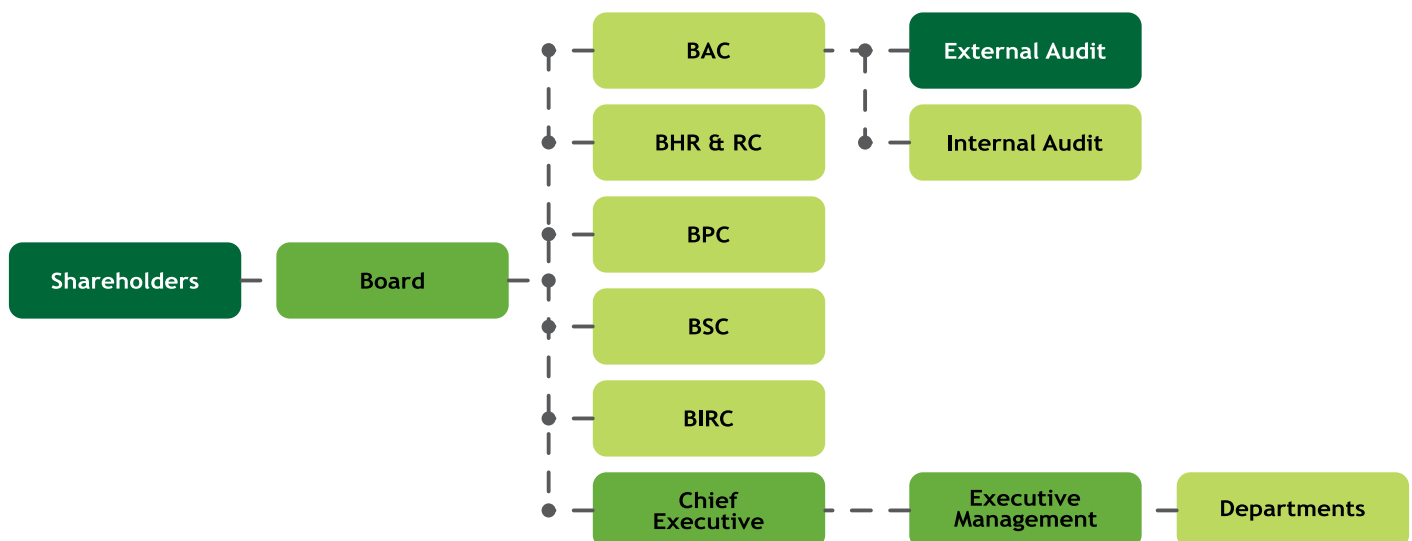 BAC
External Audit
BHR & RC
Internal Audit
BPC
Shareholders
Board
BSC
BIRC
Chief
Executive
Executive
Management
Departments